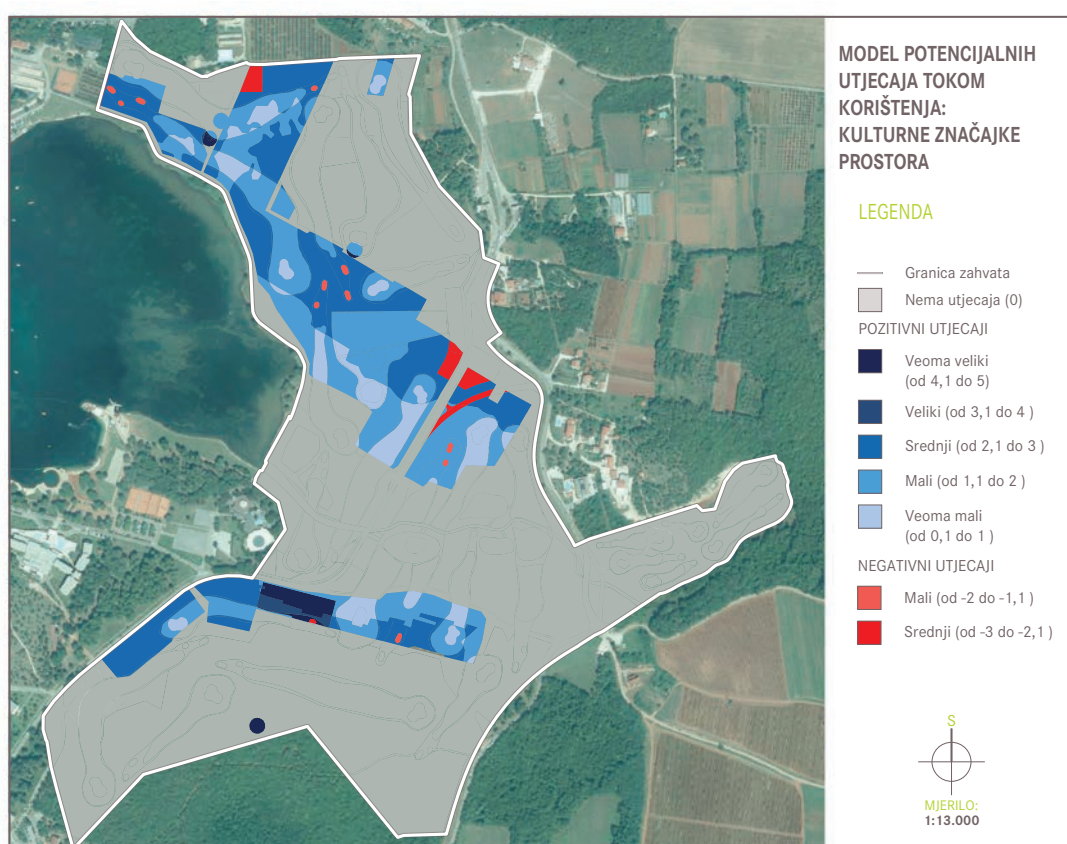 MODEL POTENCIJALNIH
UTJECAJA TOKOM
KORIŠTENJA:
KULTURNE ZNAČAJKE
PROSTORA
LEGENDA
Granica zahvata
Nema utjecaja (0)
POZITIVNI UTJECAJI
Veoma veliki
(od 4,1 do 5)
Veliki (od 3,1 do 4 )
Srednji (od 2,1 do 3 )
Mali (od 1,1 do 2 )
Veoma mali
(od 0,1 do 1 )
NEGATIVNI UTJECAJI
Mali (od -2 do -1,1 )
Srednji (od -3 do -2,1 )
S
MJERILO:
1:13.000